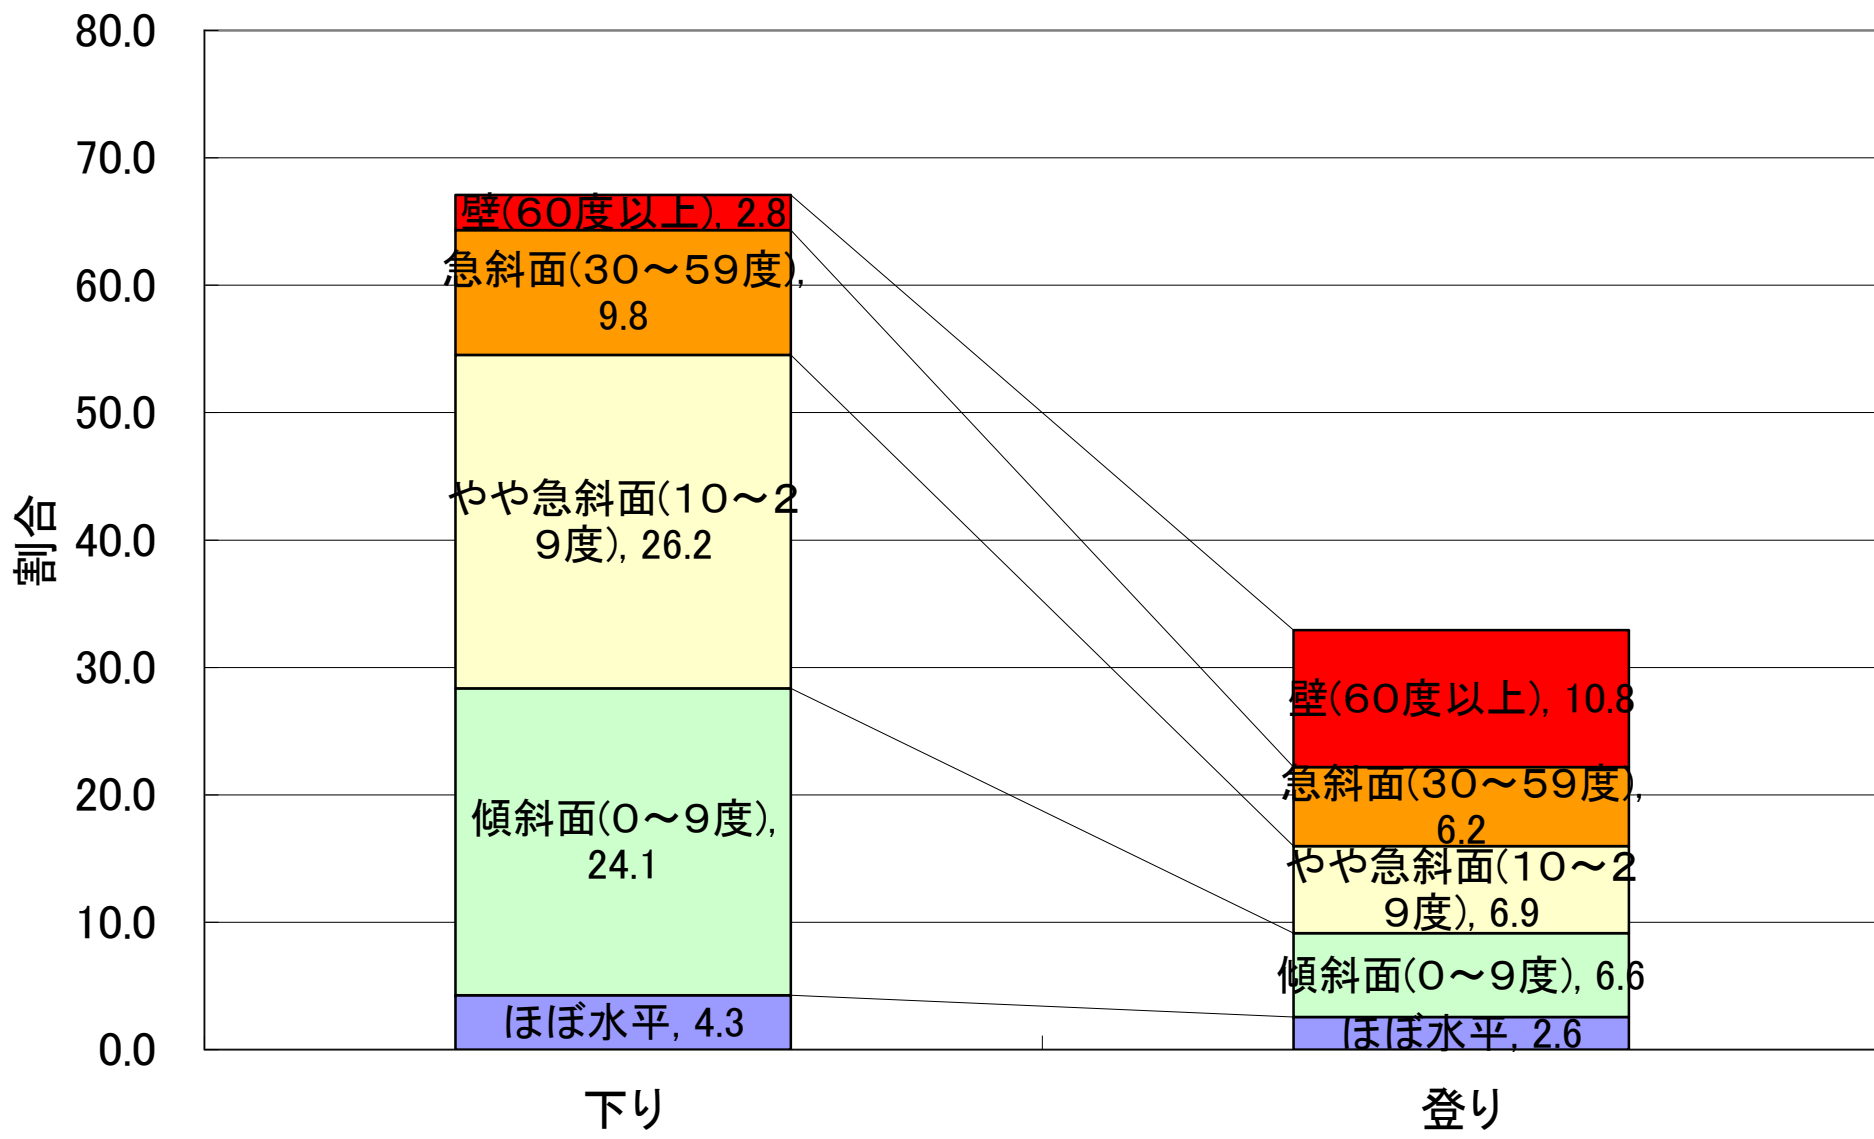 80.0
70.0
60.0
50.0
40.0
30.0
20.0
10.0
0.0
割合
壁(60度以上), 2.8
急斜面(30～59度),
9.8
やや急斜面(10～2
9度), 26.2
傾斜面(0～9度),
24.1
ほぼ水平, 4.3
壁(60度以上), 10.8
急斜面(30～59度),
6.2
やや急斜面(10～2
9度), 6.9
傾斜面(0～9度), 6.6
ほぼ水平, 2.6
下り
登り